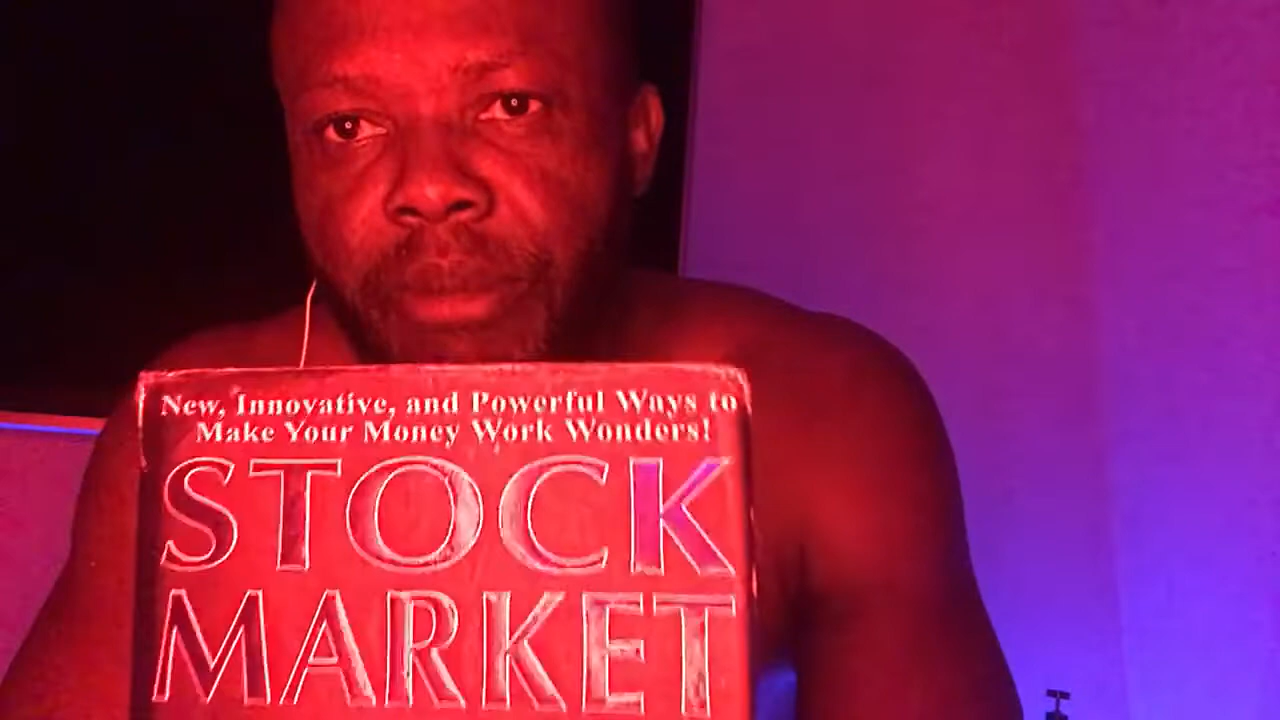 New, Innovative, and Powerful Ways to
Make Your Money Work Wonders!
STOCK
MARKET